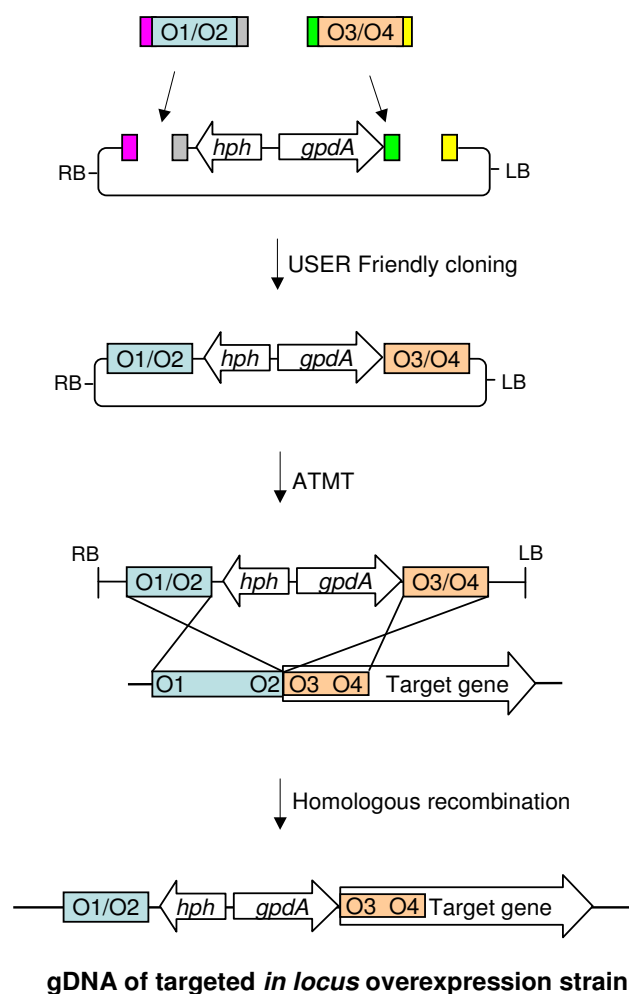 O1/O2 O3/O4
hph gpdA
RB LB
USER Friendly cloning
O1/O2 hph gpdA O3/O4
RB LB
ATMT
RB LB
O1/O2 hph gpdA O3/O4
O1 O2 O3 O4 Target gene
Homologous recombination
O1/O2 hph gpdA O3 O4 Target gene
gDNA of targeted in locus overexpression strain